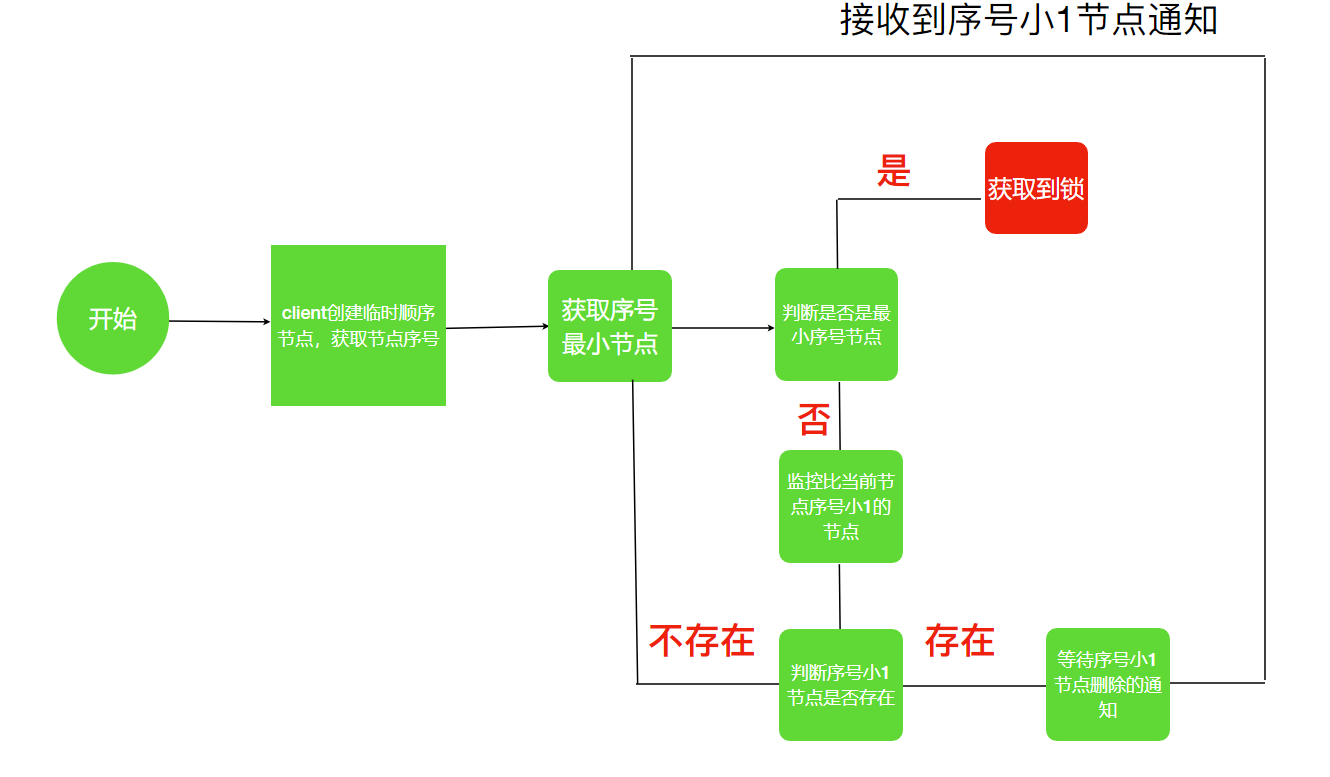 接收到序号小1节点通知
是
获取到锁
开始
client创建临时顺序
节点，获取节点序号
获取序号
最小节点
判断是否是最
小序号节点
否
监控比当前节
点序号小1的
节点
不存在
判断序号小1
节点是否存在
存在
等待序号小1
节点删除的通
知